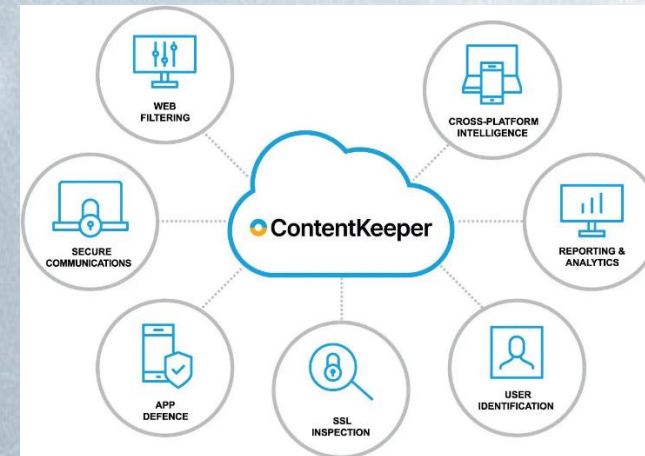 WEB
FILTERING
CROSS-PLATFORM
INTELLIGENCE
ContentKeeper
SECURE
COMMUNICATIONS
REPORTING &
ANALYTICS
APP
DEFENCE
SSL
INSPECTION
USER
IDENTIFICATION